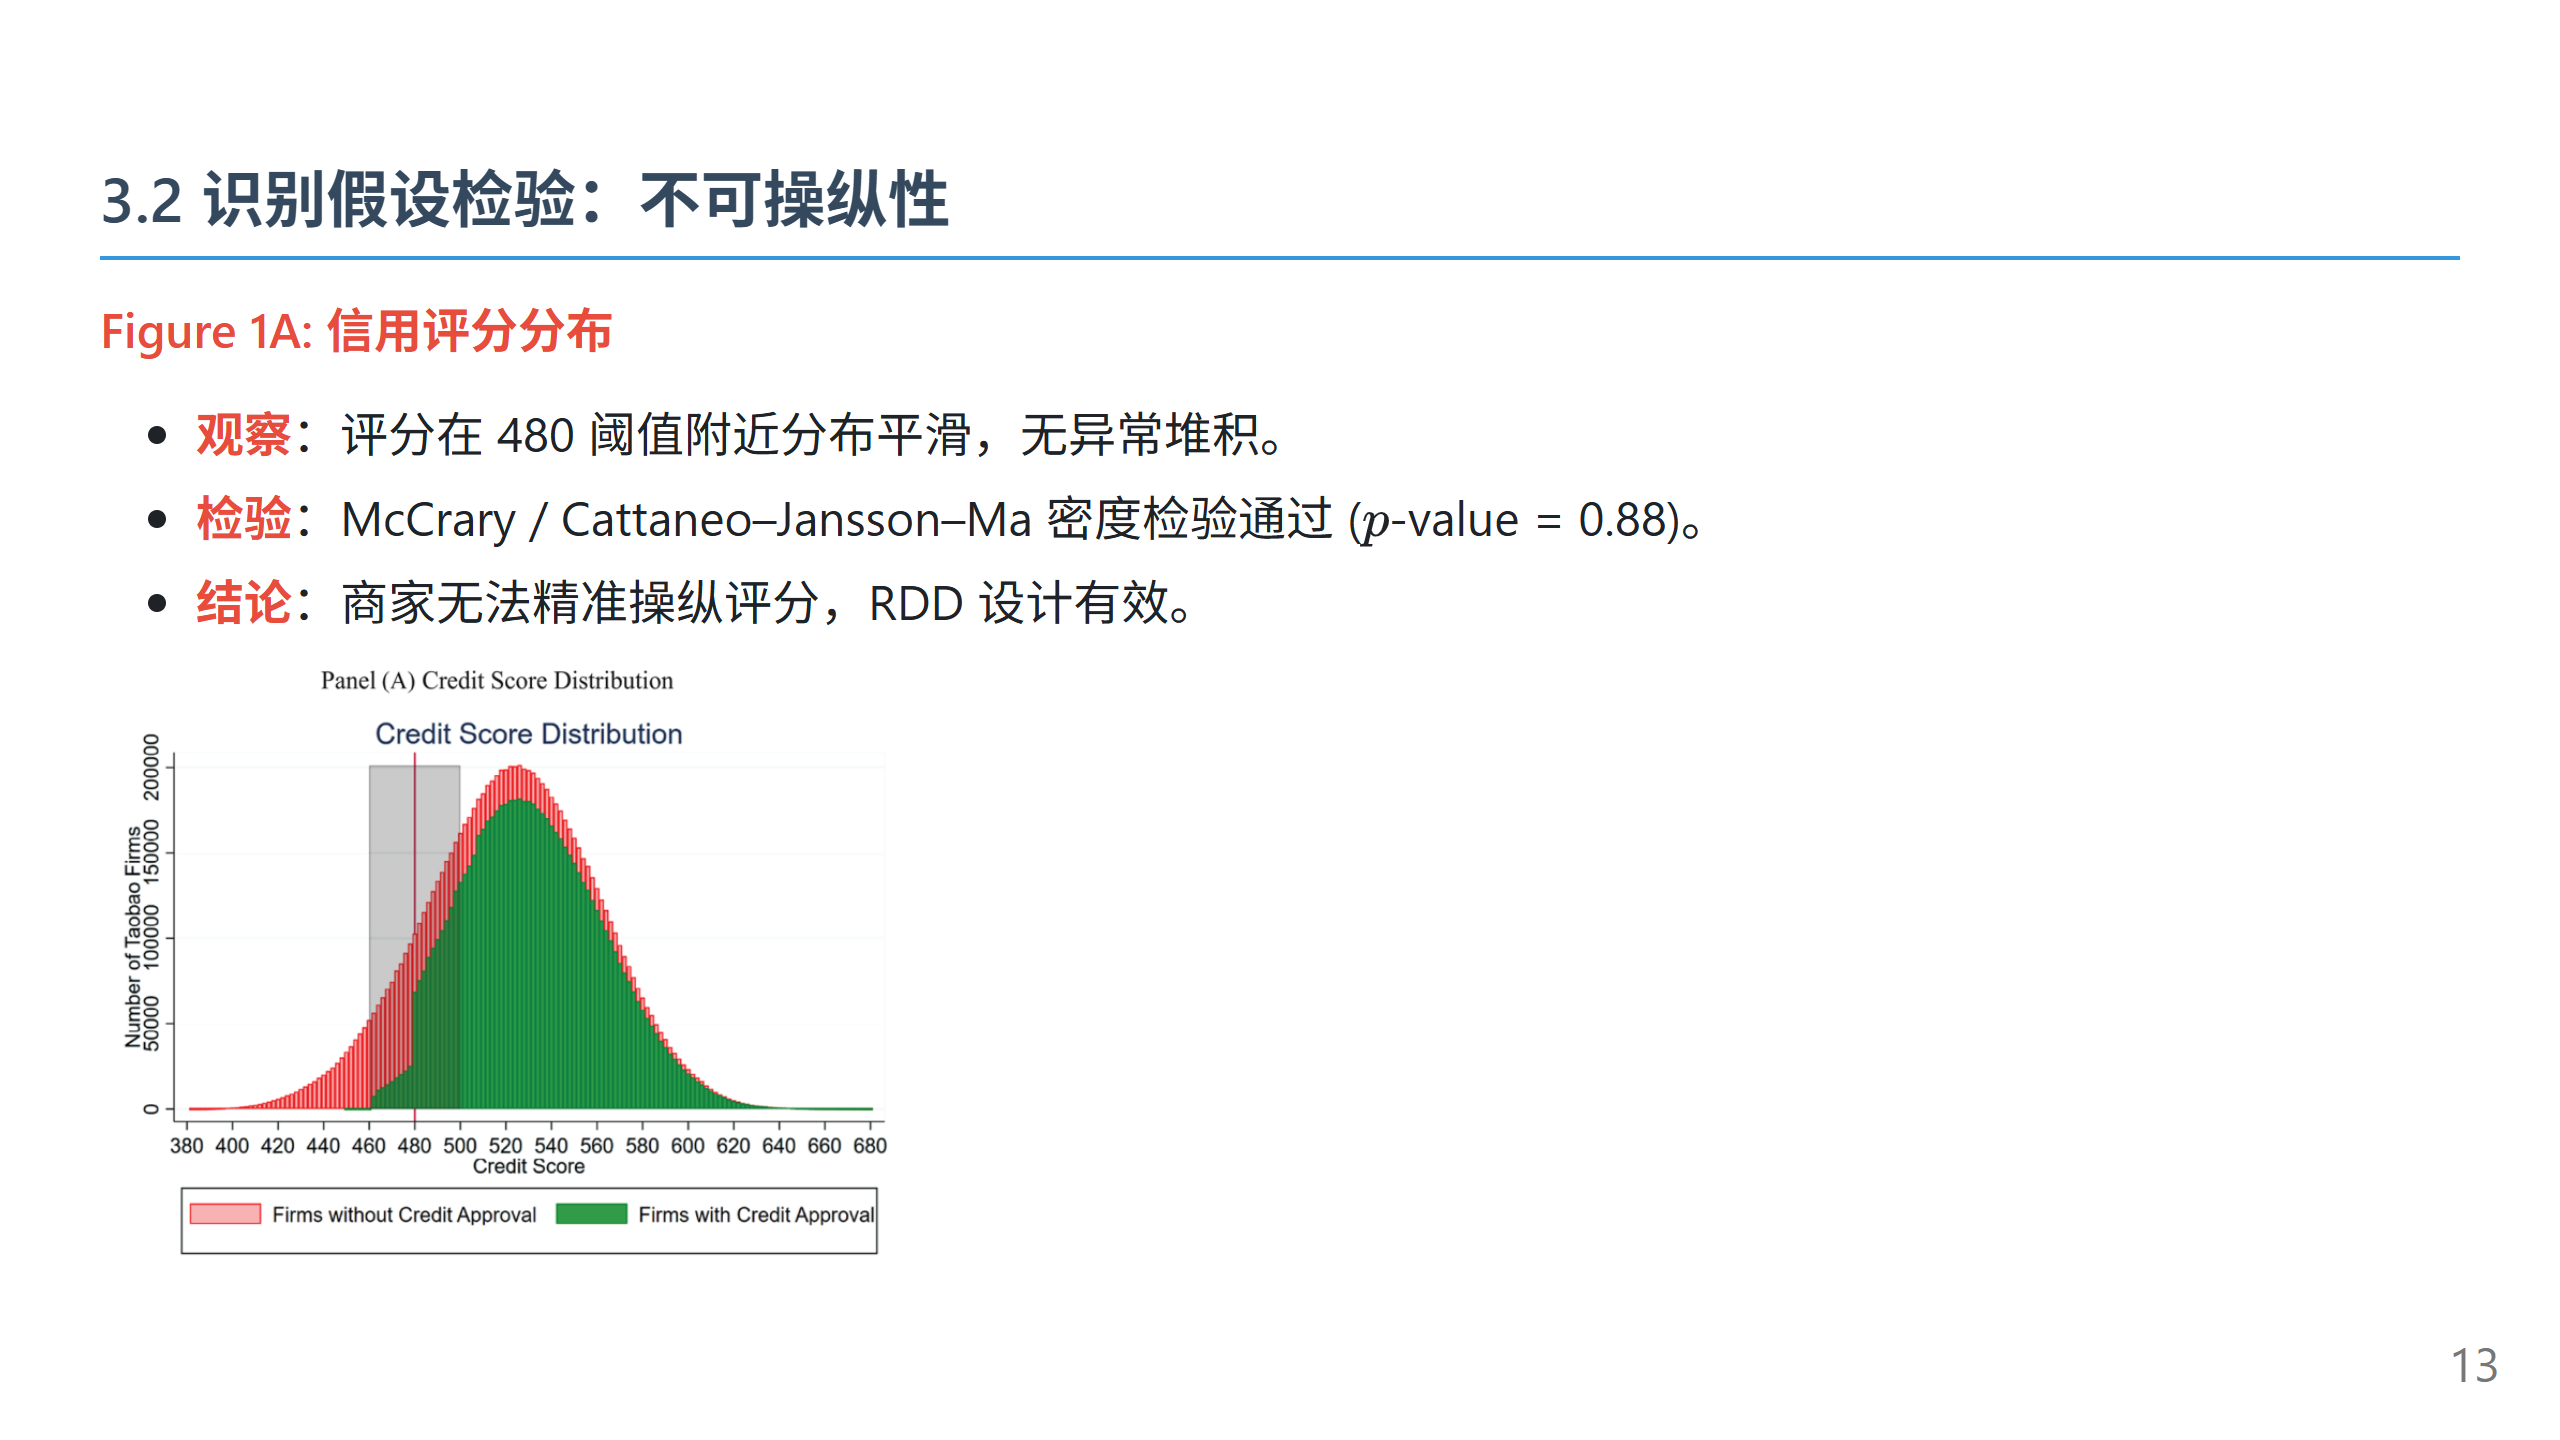 3.2 识别假设检验：不可操纵性
Figure 1A: 信用评分分布
• 观察：评分在 480 阈值附近分布平滑，无异常堆积。
• 检验：McCrary / Cattaneo–Jansson–Ma 密度检验通过 (p-value = 0.88)。
• 结论：商家无法精准操纵评分，RDD 设计有效。
Panel (A) Credit Score Distribution
Credit Score Distribution
Number of Taobao Firms
200000
150000
100000
50000
0
380 400 420 440 460 480 500 520 540 560 580 600 620 640 660 680
Credit Score
Firms without Credit Approval Firms with Credit Approval
13